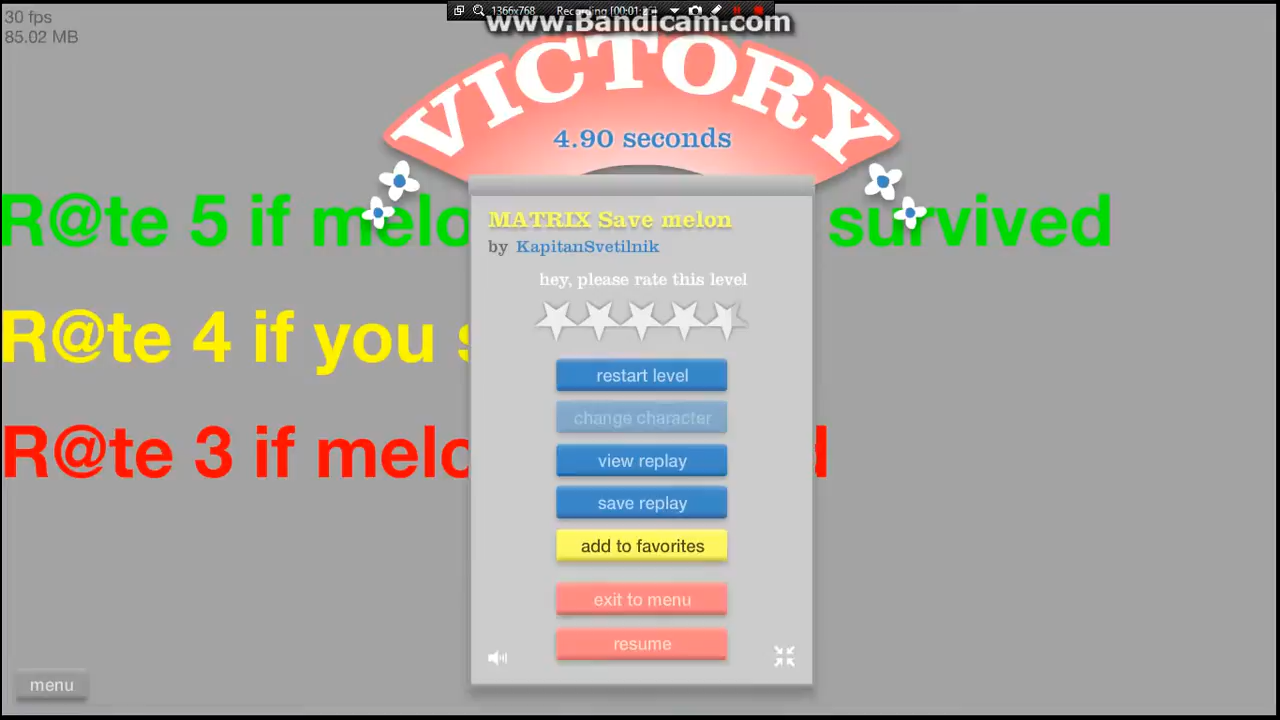 30 fps
85.02 MB
1366x768 Recording
www.Bandicam.com
VICTORY
4.90 seconds
R@te 5 if melo survived
MATRIX Save melon
by KapitanSvetilnik
hey, please rate this level
R@te 4 if you
restart level
change character
R@te 3 if melo
view replay
save replay
add to favorites
exit to menu
resume
menu